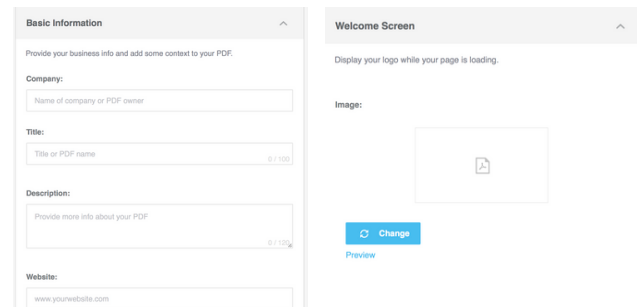 Basic Information
Provide your business info and add some context to your PDF.
Company:
Name of company or PDF owner
Title:
Title or PDF name
0 / 100
Description:
Provide more info about your PDF
0 / 120
Website:
www.yourwebsite.com
Welcome Screen
Display your logo while your page is loading.
Image:
Change
Preview